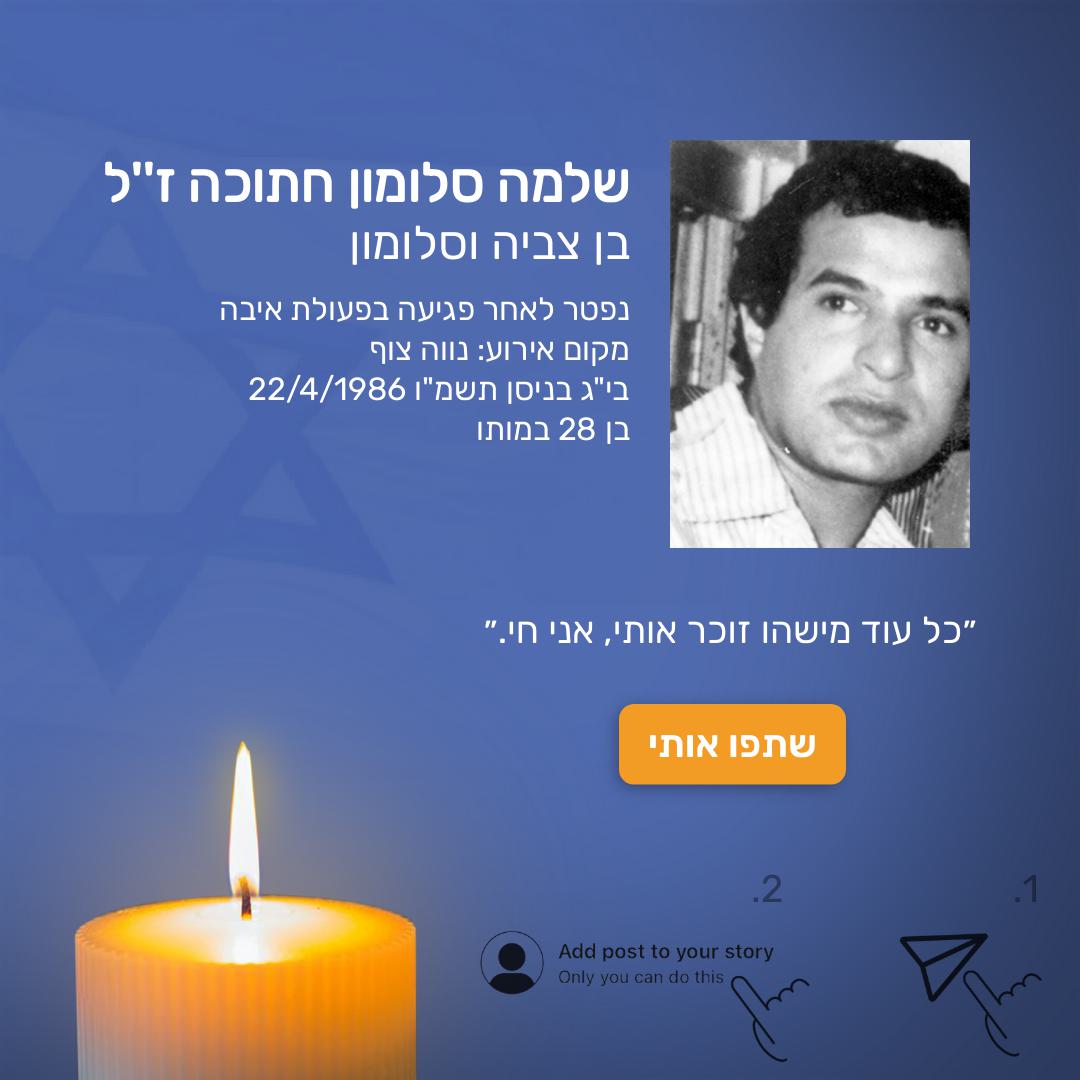 שלמה סלומון חתוכה ז"ל
בן צביה וסלומון
נפטר לאחר פגיעה בפעולת איבה
מקום אירוע: נווה צוף
בי"ג בניסן תשמ"ו 22/4/1986
בן 28 במותו
״כל עוד מישהו זוכר אותי, אני חי.״
שתפו אותי
.1
.2
Add post to your story
Only you can do this